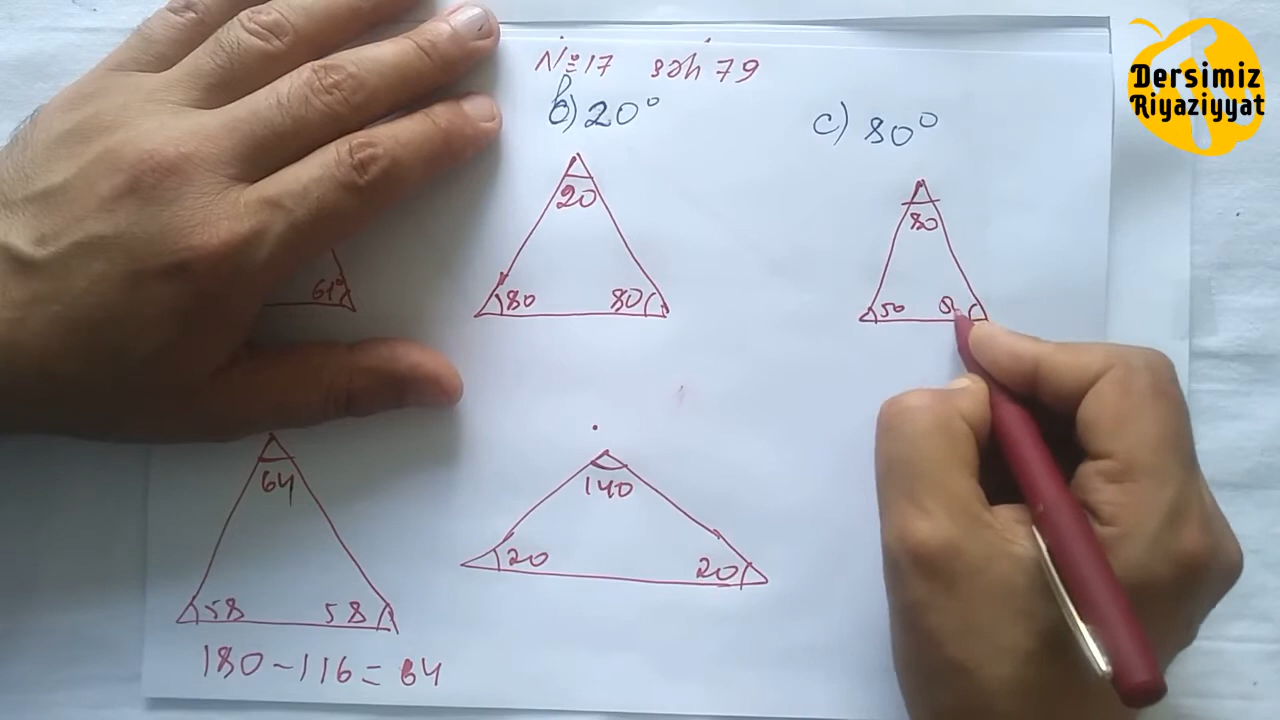 Dersimiz
Riyaziyyat
№17 səh 79
b) 20°
c) 80°
20
80 80
80
50
61°
64
58 58
180-116=64
140
20 20